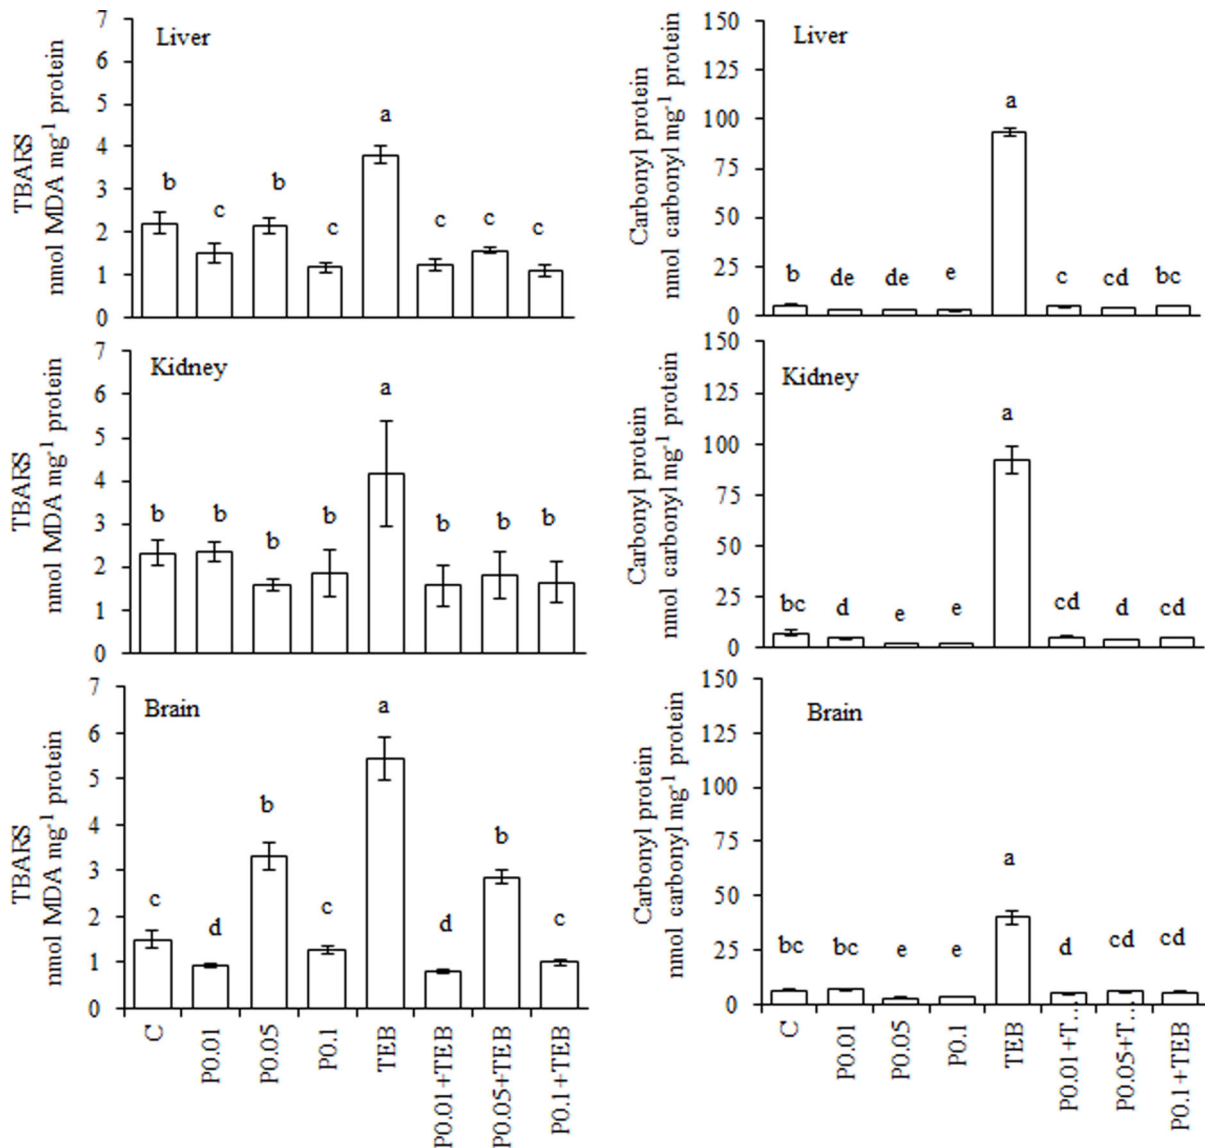 Liver
TBARS
nmol MDA mg-1 protein
7
6
5
4
3
2
1
0
b
c
b
c
a
c
c
c
Liver
Carbonyl protein
nmol carbonyl mg-1 protein
150
125
100
75
50
25
0
b
de
de
e
a
c
cd
bc
Kidney
TBARS
nmol MDA mg-1 protein
7
6
5
4
3
2
1
0
b
b
b
b
a
b
b
b
Kidney
Carbonyl protein
nmol carbonyl mg-1 protein
150
125
100
75
50
25
0
bc
d
e
e
a
cd
d
cd
Brain
TBARS
nmol MDA mg-1 protein
7
6
5
4
3
2
1
0
c
d
b
c
a
d
b
c
C
P0.01
P0.05
P0.1
TEB
P0.01+TEB
P0.05+TEB
P0.1+TEB
Brain
Carbonyl protein
nmol carbonyl mg-1 protein
150
125
100
75
50
25
0
bc
bc
e
e
a
d
cd
cd
C
P0.01
P0.05
P0.1
TEB
P0.01+T...
P0.05+T...
P0.1+TEB